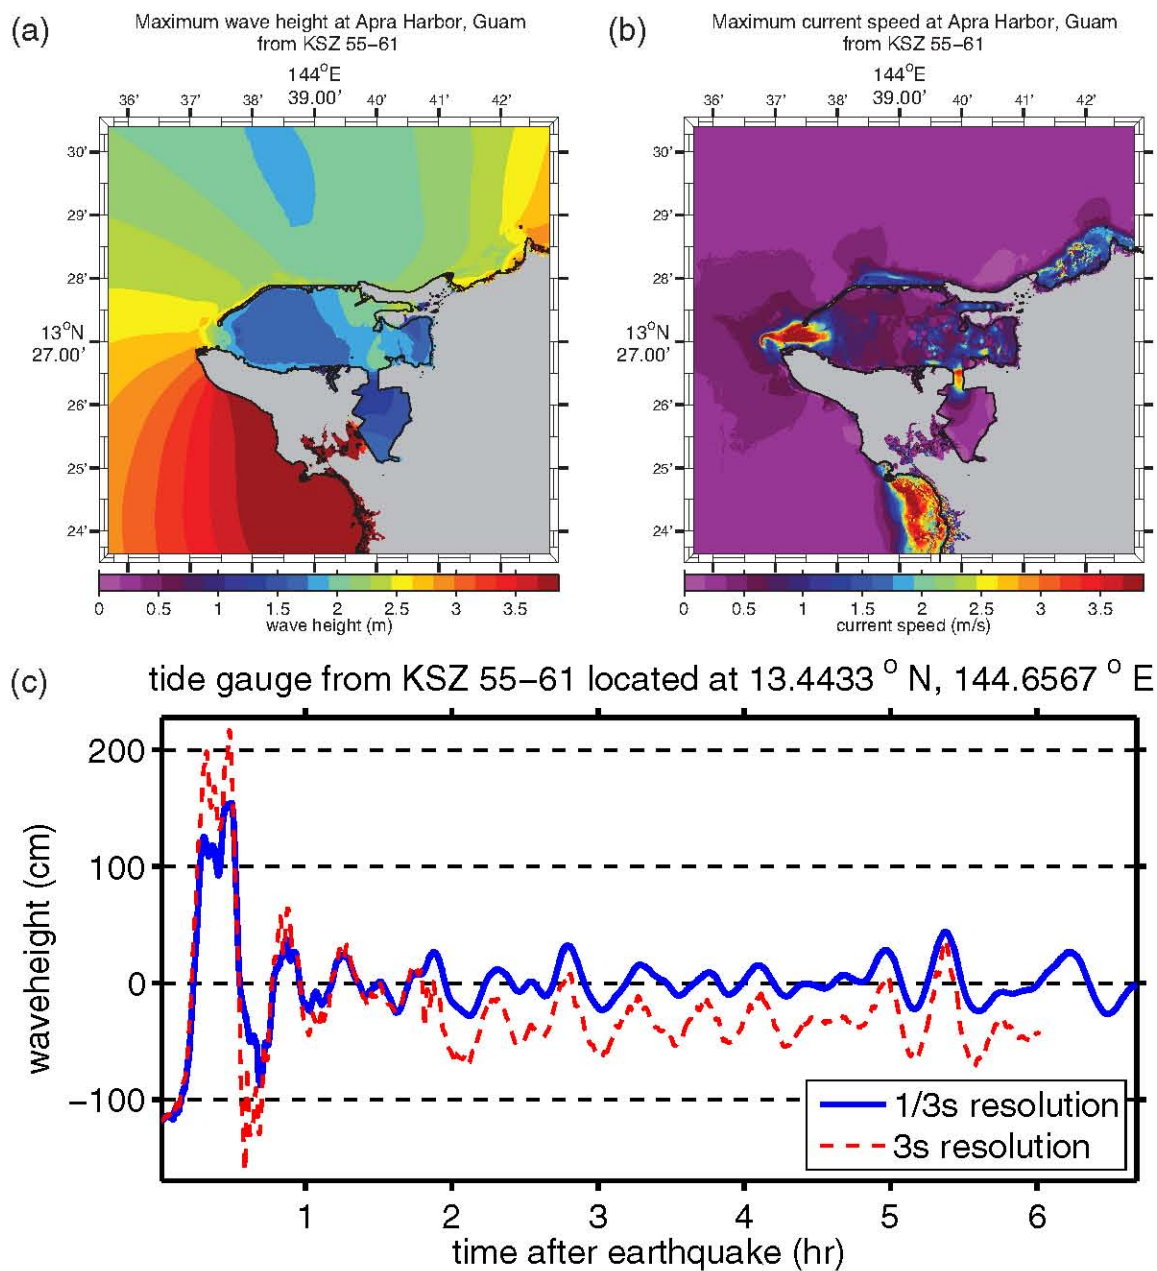 (a)
Maximum wave height at Apra Harbor, Guam
from KSZ 55−61
144°E
36' 37' 38' 39.00' 40' 41' 42'
30'
29'
28'
13°N
27.00'
26'
25'
24'
0 0.5 1 1.5 2 2.5 3 3.5
wave height (m)
(b)
Maximum current speed at Apra Harbor, Guam
from KSZ 55−61
144°E
36' 37' 38' 39.00' 40' 41' 42'
30'
29'
28'
13°N
27.00'
26'
25'
24'
0 0.5 1 1.5 2 2.5 3 3.5
current speed (m/s)
(c)
tide gauge from KSZ 55−61 located at 13.4433 ° N, 144.6567 ° E
200
100
0
−100
waveheight (cm)
1/3s resolution
3s resolution
1 2 3 4 5 6
time after earthquake (hr)